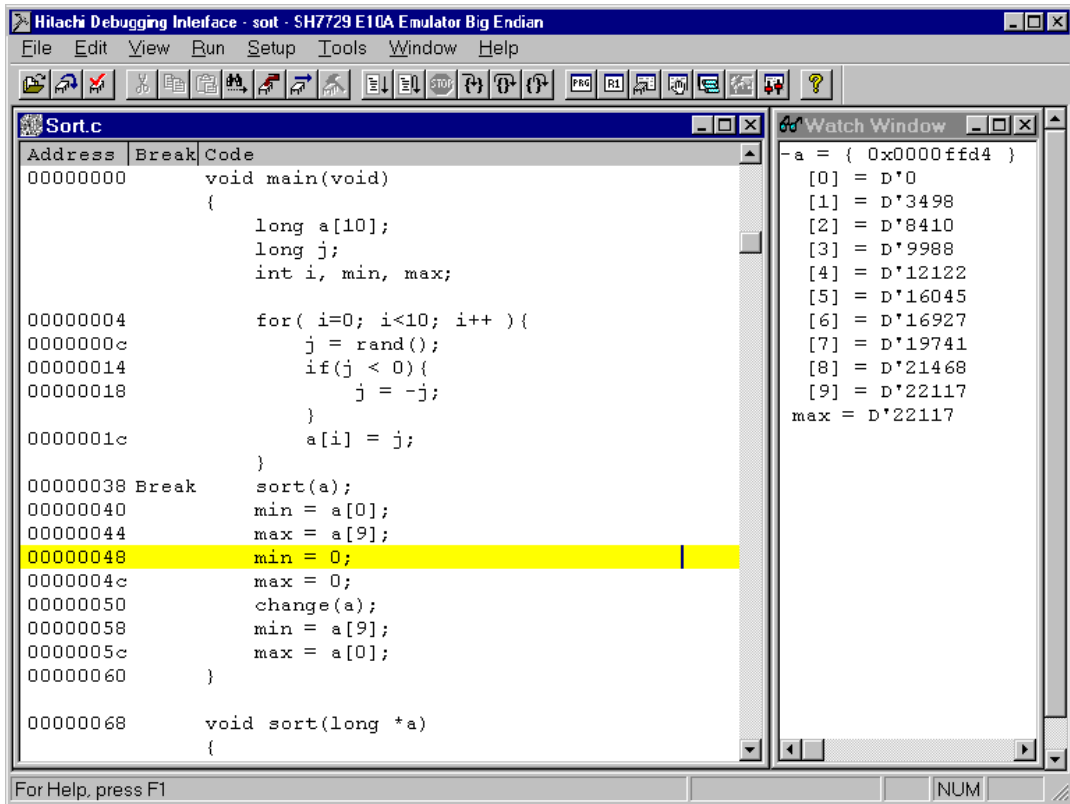 Hitachi Debugging Interface - sort - SH7729 E10A Emulator Big Endian
File Edit View Run Setup Tools Window Help
STOP PRG R1 ?
Sort.c
Address Break Code
00000000 void main(void)
{
long a[10];
long j;
int i, min, max;
00000004 for( i=0; i<10; i++ ){
0000000c j = rand();
00000014 if(j < 0){
00000018 j = -j;
}
0000001c a[i] = j;
}
00000038 Break sort(a);
00000040 min = a[0];
00000044 max = a[9];
00000048 min = 0;
0000004c max = 0;
00000050 change(a);
00000058 min = a[9];
0000005c max = a[0];
00000060 }
00000068 void sort(long *a)
{
Watch Window
-a = { 0x0000ffd4 }
[0] = D'0
[1] = D'3498
[2] = D'8410
[3] = D'9988
[4] = D'12122
[5] = D'16045
[6] = D'16927
[7] = D'19741
[8] = D'21468
[9] = D'22117
max = D'22117
For Help, press F1
NUM